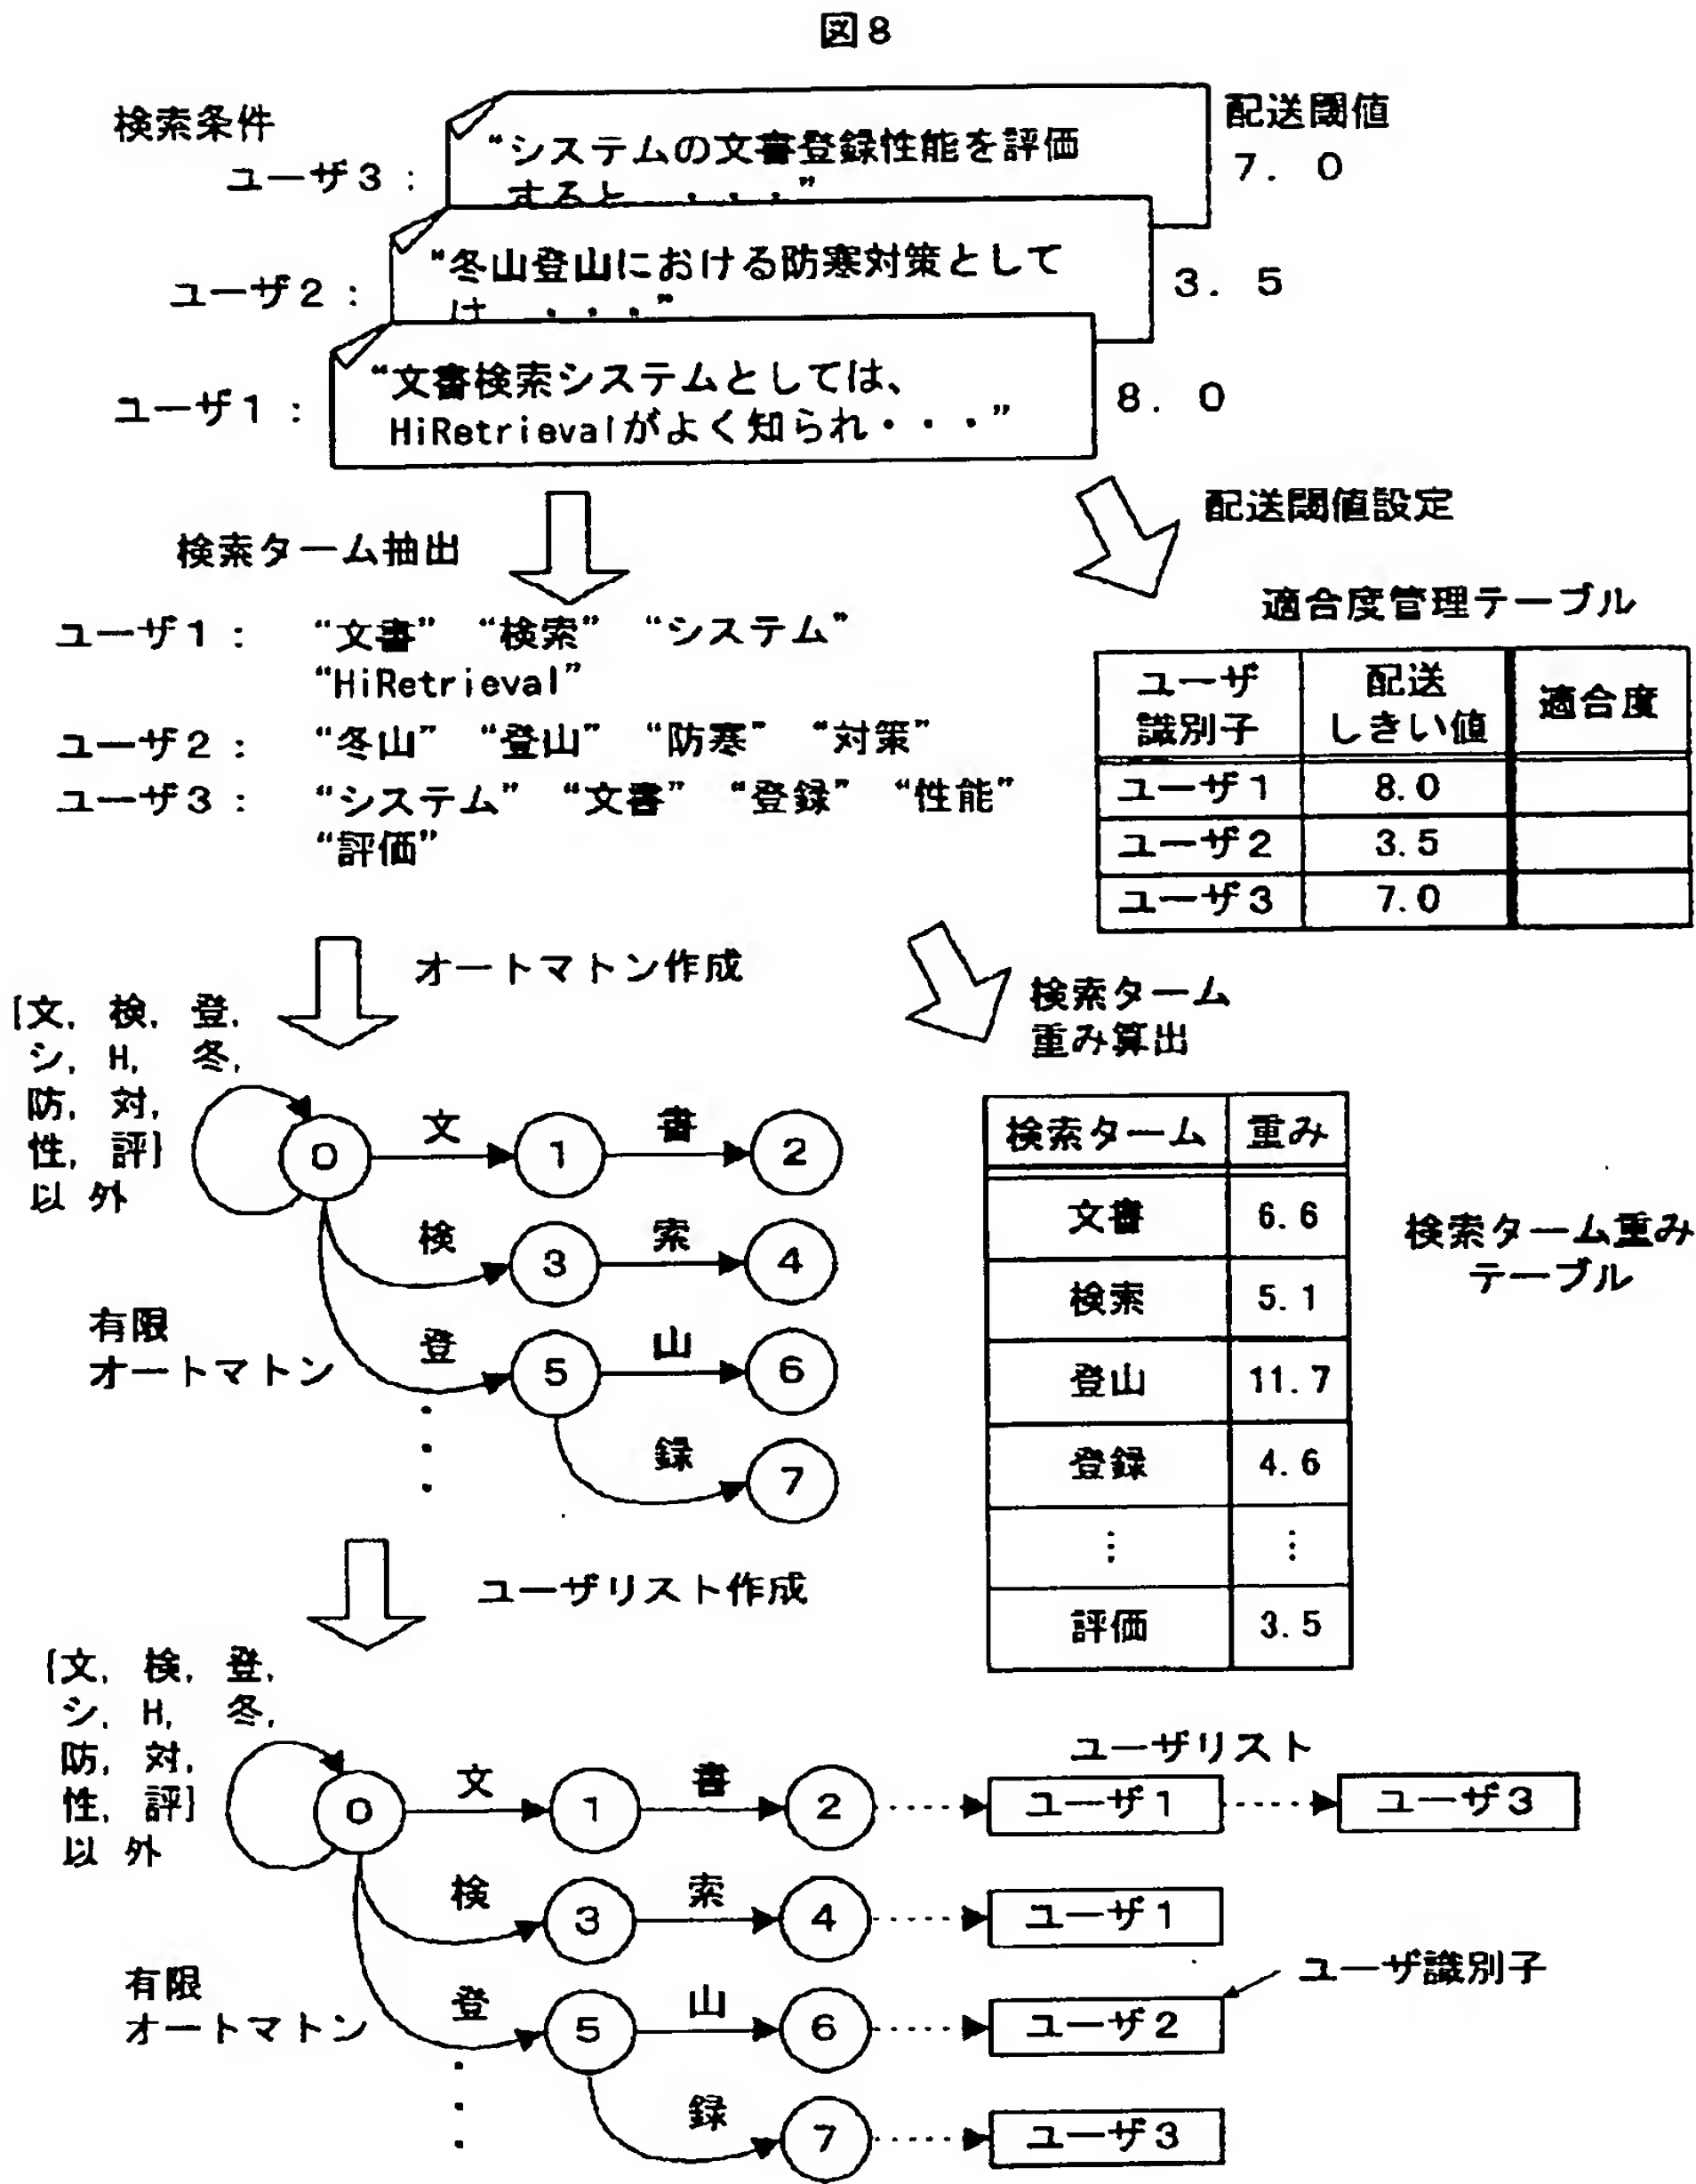 図8
検索条件
配送閾値
ユーザ3：
“システムの文書登録性能を評価
すると　・・・”
7．0
ユーザ2：
“冬山登山における防寒対策として
は　・・・”
3．5
ユーザ1：
“文書検索システムとしては、
HiRetrievalがよく知られ・・・”
8．0
検索ターム抽出
配送閾値設定
ユーザ1：　“文書”　“検索”　“システム”
“HiRetrieval”
ユーザ2：　“冬山”　“登山”　“防寒”　“対策”
ユーザ3：　“システム”　“文書”　“登録”　“性能”
“評価”
適合度管理テーブル
ユーザ
識別子
配送
しきい値
適合度
ユーザ1　8.0
ユーザ2　3.5
ユーザ3　7.0
オートマトン作成
検索ターム
重み算出
{文, 検, 登,
シ, H, 冬,
防, 対,
性, 評}
以外
0　文　1　書　2
検　3　索　4
登　5　山　6
録　7
有限
オートマトン
・
・
・
検索ターム　重み
文書　6.6
検索　5.1
登山　11.7
登録　4.6
⋮　⋮
評価　3.5
検索ターム重み
テーブル
ユーザリスト作成
{文, 検, 登,
シ, H, 冬,
防, 対,
性, 評}
以外
ユーザリスト
0　文　1　書　2　ユーザ1　ユーザ3
検　3　索　4　ユーザ1
ユーザ識別子
登　5　山　6　ユーザ2
録　7　ユーザ3
有限
オートマトン
・
・
・